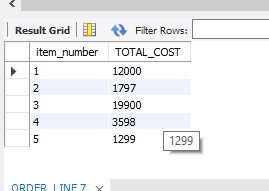 Result Grid Filter Rows:
item_number TOTAL_COST
1 12000
2 1797
3 19900
4 3598
5 1299
1299
ORDER_LINE 7 ×